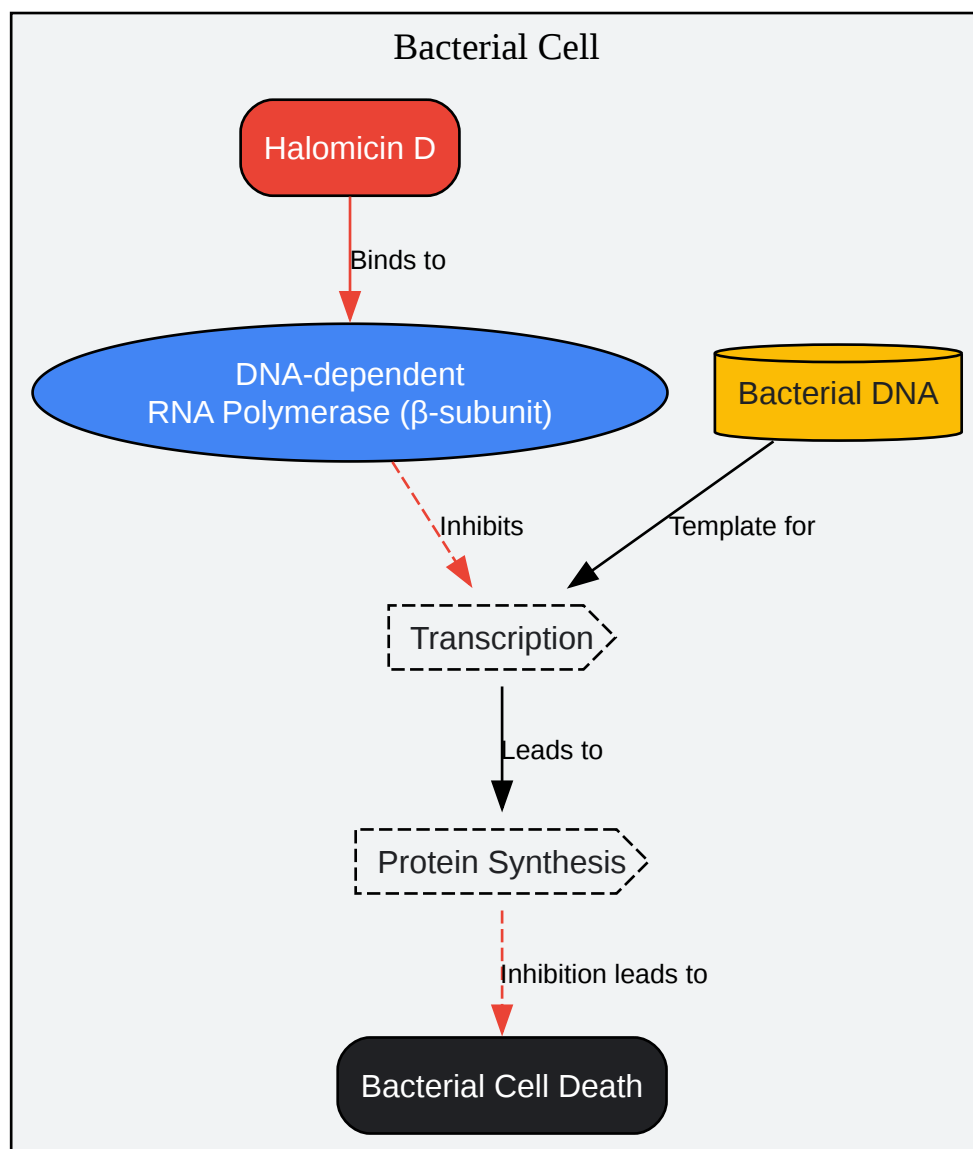 Bacterial Cell
Halomicin D
Binds to
DNA-dependent
RNA Polymerase (β-subunit)
Bacterial DNA
Inhibits
Template for
Transcription
Leads to
Protein Synthesis
Inhibition leads to
Bacterial Cell Death